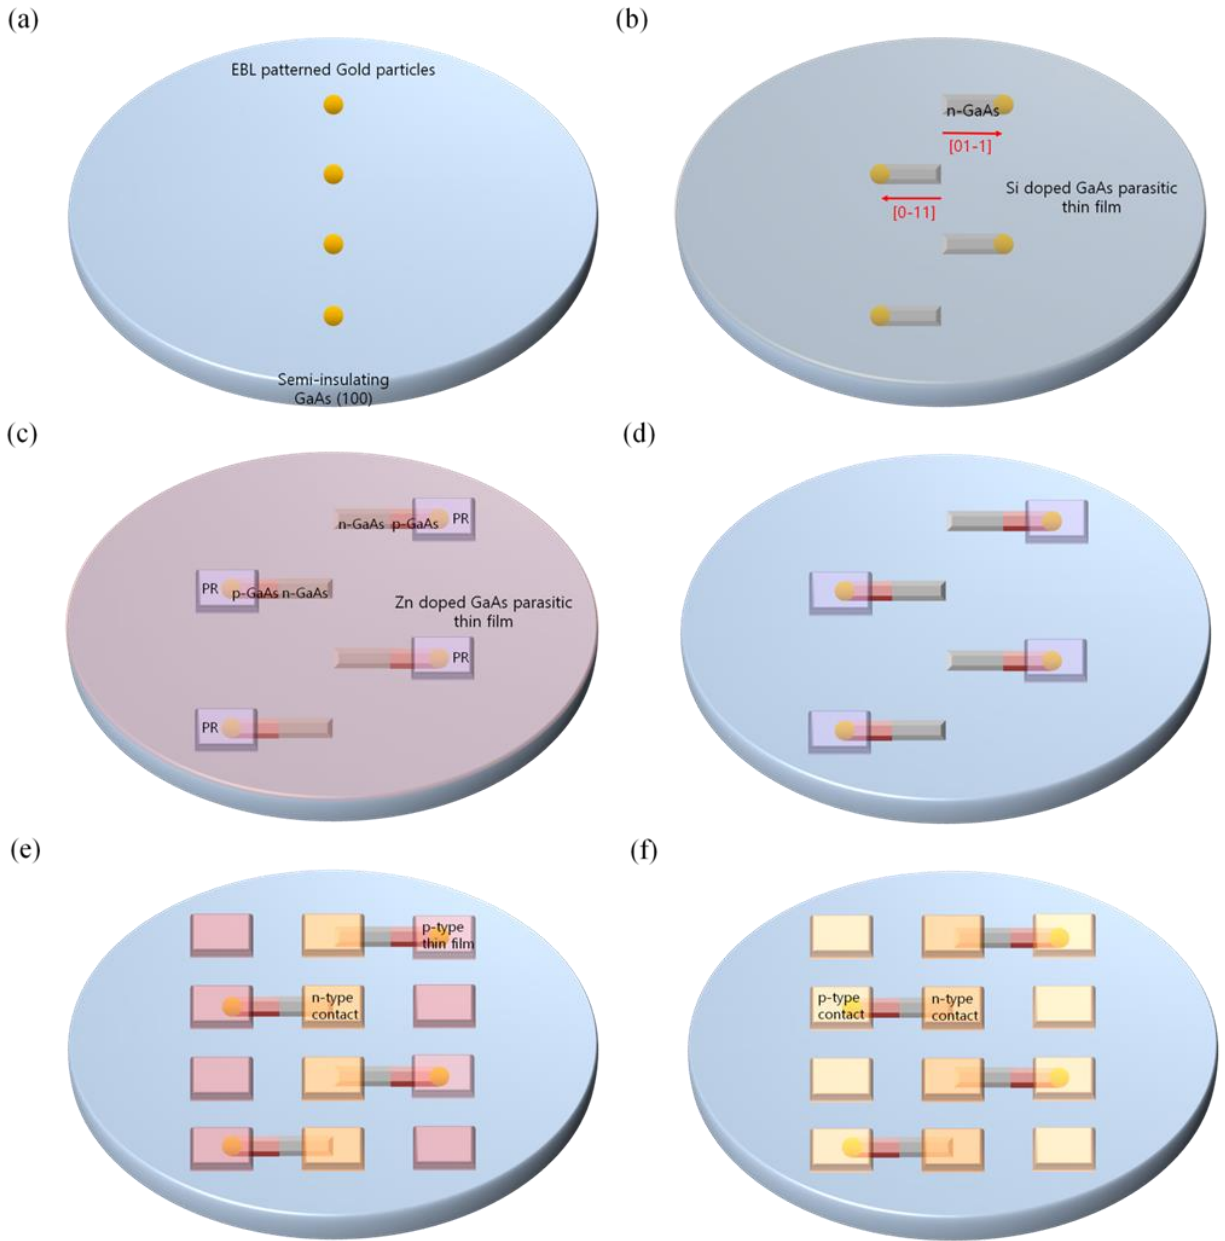 (a)
EBL patterned Gold particles
Semi-insulating
GaAs (100)
(b)
n-GaAs
[01-1]
[0-11]
Si doped GaAs parasitic
thin film
(c)
n-GaAs p-GaAs PR
PR p-GaAs n-GaAs
Zn doped GaAs parasitic
thin film
PR
PR
(d)
(e)
p-type
thin film
n-type
contact
(f)
p-type
contact
n-type
contact